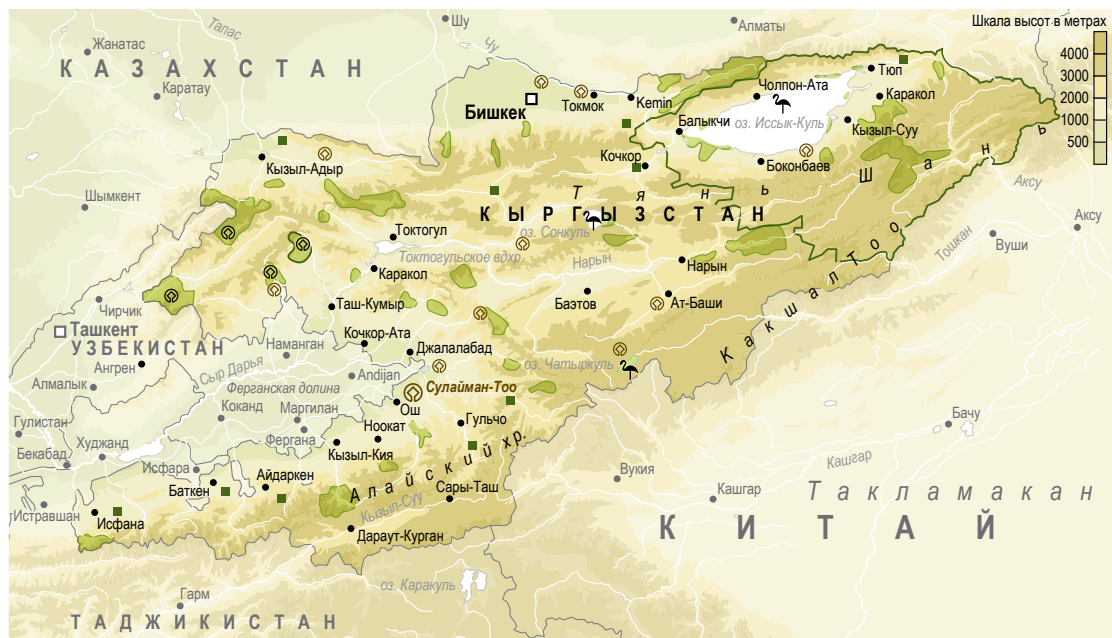 Шкала высот в метрах
4000
3000
2000
1000
500
Шу
Алматы
Талас
Жанатас
Чу
КАЗАХСТАН
Тюп
Чолпон-Ата
Каратау
Каракол
Бишкек
Токмок
Kemin
Балыкчи
оз. Иссык-Куль
Кызыл-Суу
Кочкор
Боконбаев
Кызыл-Адыр
Тянь Шань
Аксу
Шымкент
КЫРГЫЗСТАН
Аксу
Токтогул
оз. Сонкуль
Тошкан
Вуши
Токтогульское вдхр.
Нарын
Нарын
Каракол
Баэтов
Ат-Баши
КакшалТоо
Чирчик
Таш-Кумыр
Ташкент
Кочкор-Ата
УЗБЕКИСТАН
Наманган
Джалалабад
Ангрен
Сыр Дарья
оз. Чатыркуль
Andijan
Алмалык
Ферганская долина
Сулайман-Тоо
Коканд
Ош
Маргилан
Гулистан
Ноокат
Гульчо
Бачу
Худжанд
Фергана
Бекабад
Кызыл-Кия
Алайский хр.
Исфара
Вукия
Кашгар
Айдаркен
Баткен
Сары-Таш
Кашгар
Такламакан
Кызыл-Суу
Истравшан
Исфана
Дараут-Курган
КИТАЙ
оз. Каракуль
Гарм
ТАДЖИКИСТАН